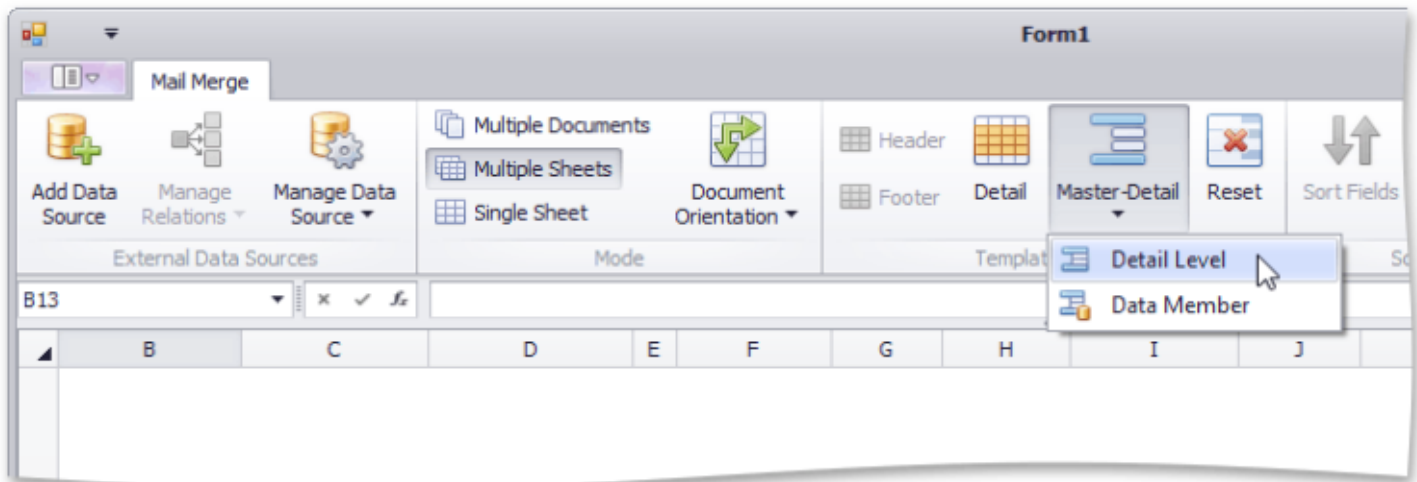 Form1
Mail Merge
Add Data
Source
Manage
Relations
Manage Data
Source
External Data Sources
Multiple Documents
Multiple Sheets
Single Sheet
Document
Orientation
Mode
Header
Footer
Detail
Master-Detail
Reset
Sort Fields
Detail Level
Data Member
B13
fx
B C D E F G H I J